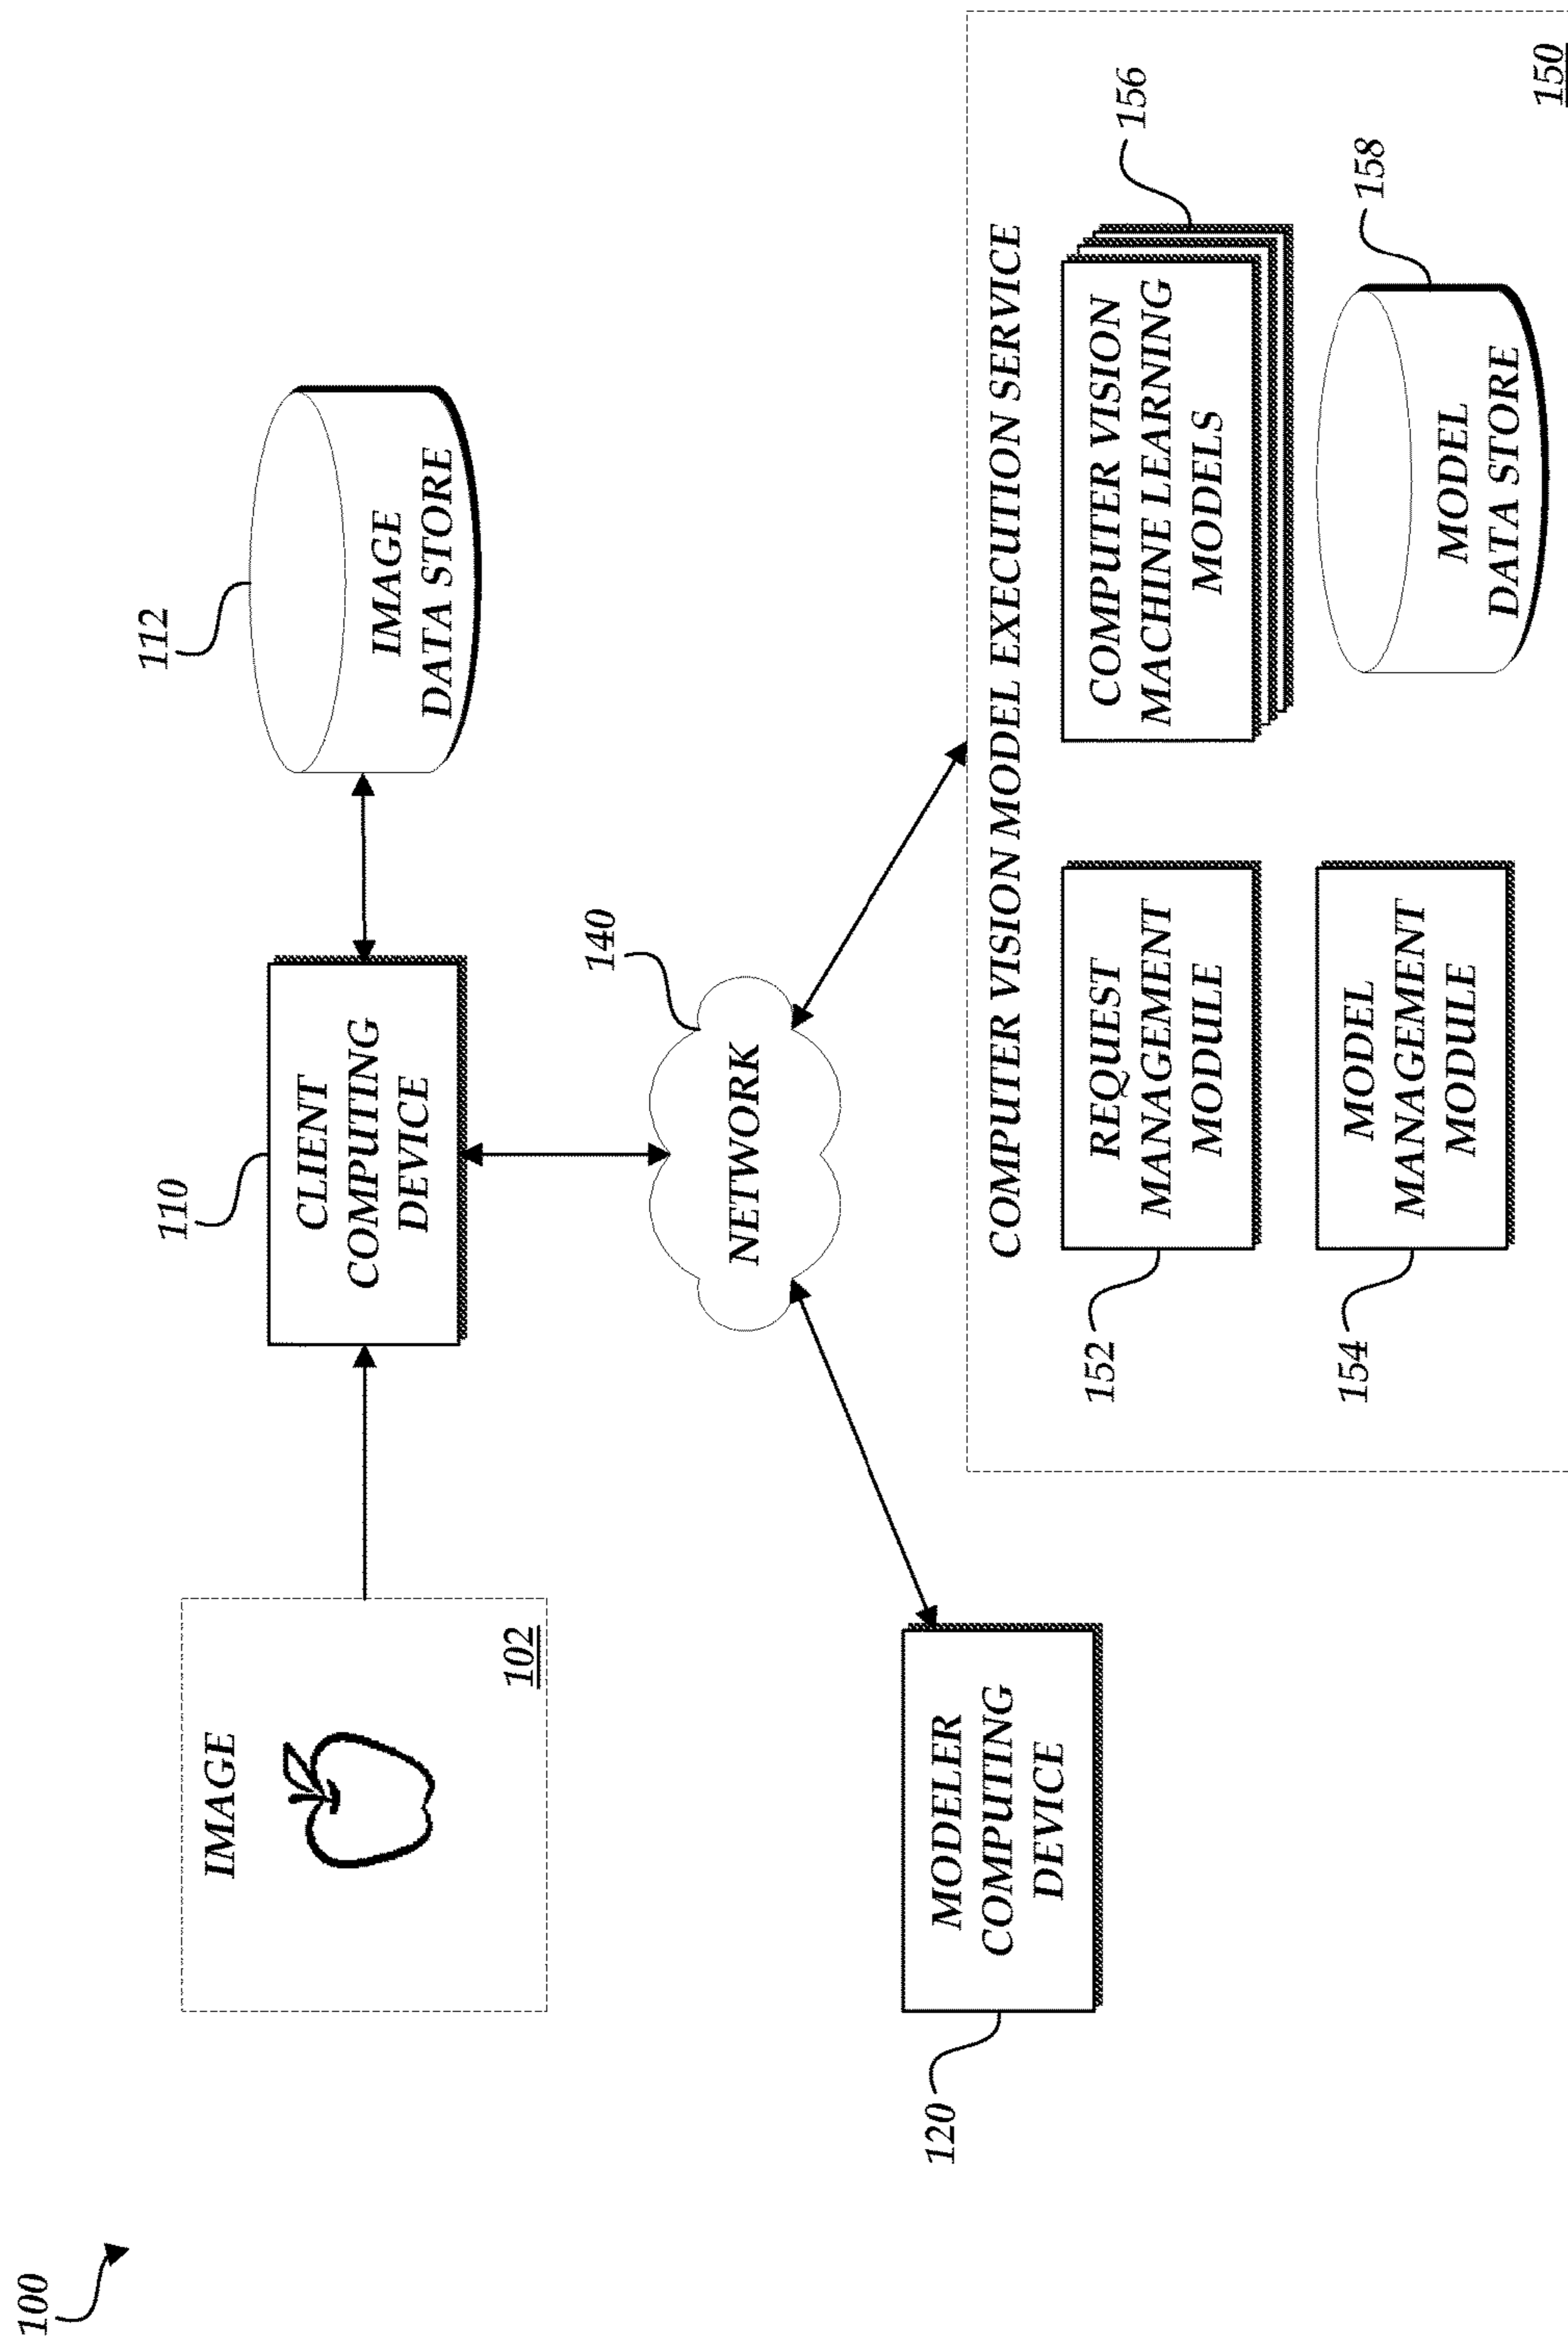 100
IMAGE
102
110
CLIENT
COMPUTING
DEVICE
112
IMAGE
DATA STORE
140
NETWORK
120
MODELER
COMPUTING
DEVICE
COMPUTER VISION MODEL EXECUTION SERVICE
152
REQUEST
MANAGEMENT
MODULE
154
MODEL
MANAGEMENT
MODULE
COMPUTER VISION
MACHINE LEARNING
MODELS
156
MODEL
DATA STORE
158
150